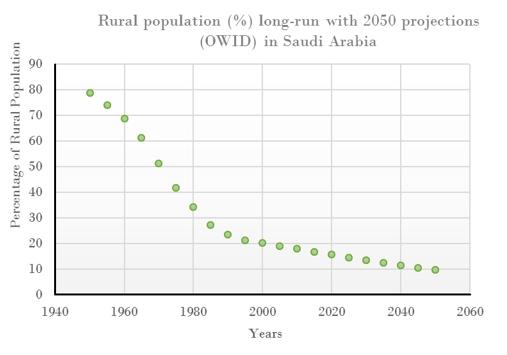 Rural population (%) long-run with 2050 projections
(OWID) in Saudi Arabia
Percentage of Rural Population
90
80
70
60
50
40
30
20
10
0
1940 1960 1980 2000 2020 2040 2060
Years